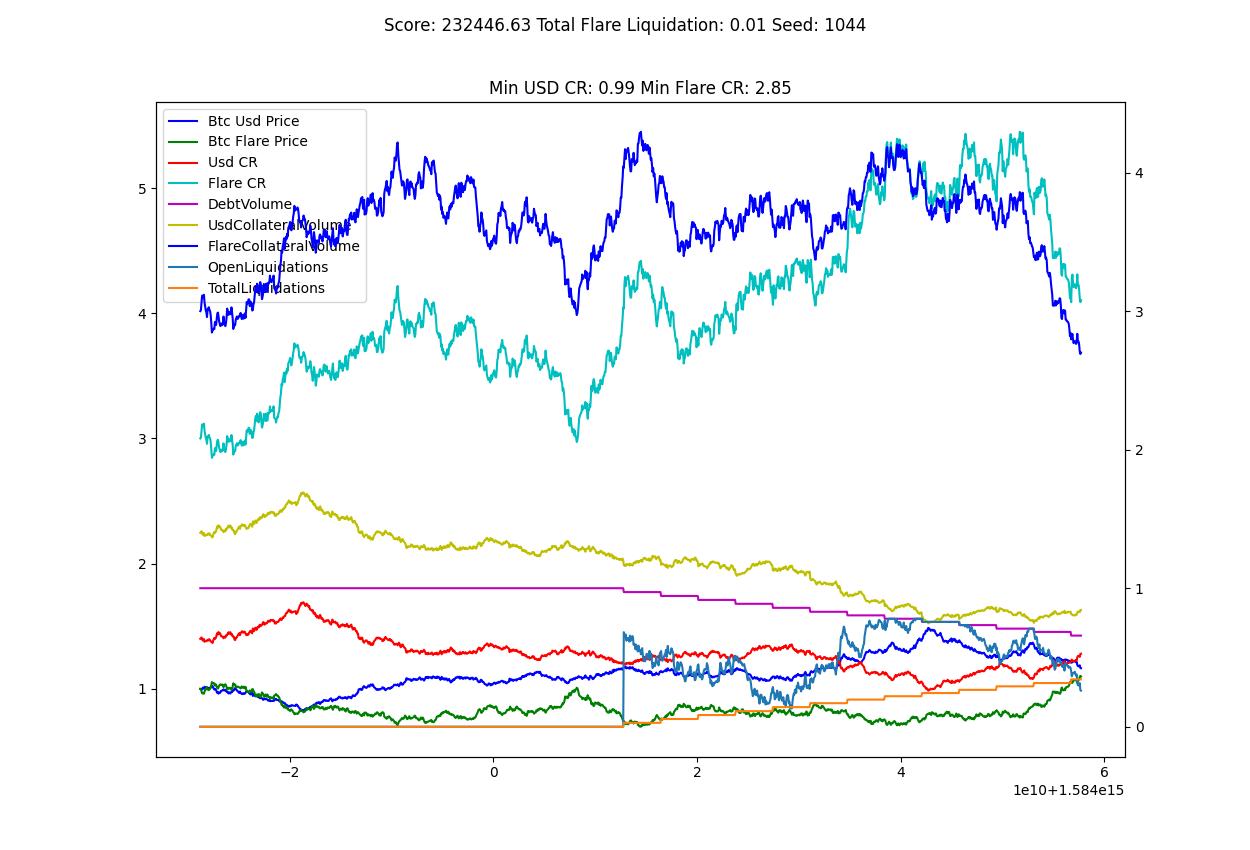 Score: 232446.63 Total Flare Liquidation: 0.01 Seed: 1044
Min USD CR: 0.99 Min Flare CR: 2.85
Btc Usd Price
Btc Flare Price
Usd CR
Flare CR
DebtVolume
UsdCollateralVolume
FlareCollateralVolume
OpenLiquidations
TotalLiquidations
5
4
3
2
1
4
3
2
1
0
−2
0
2
4
6
1e10+1.584e15